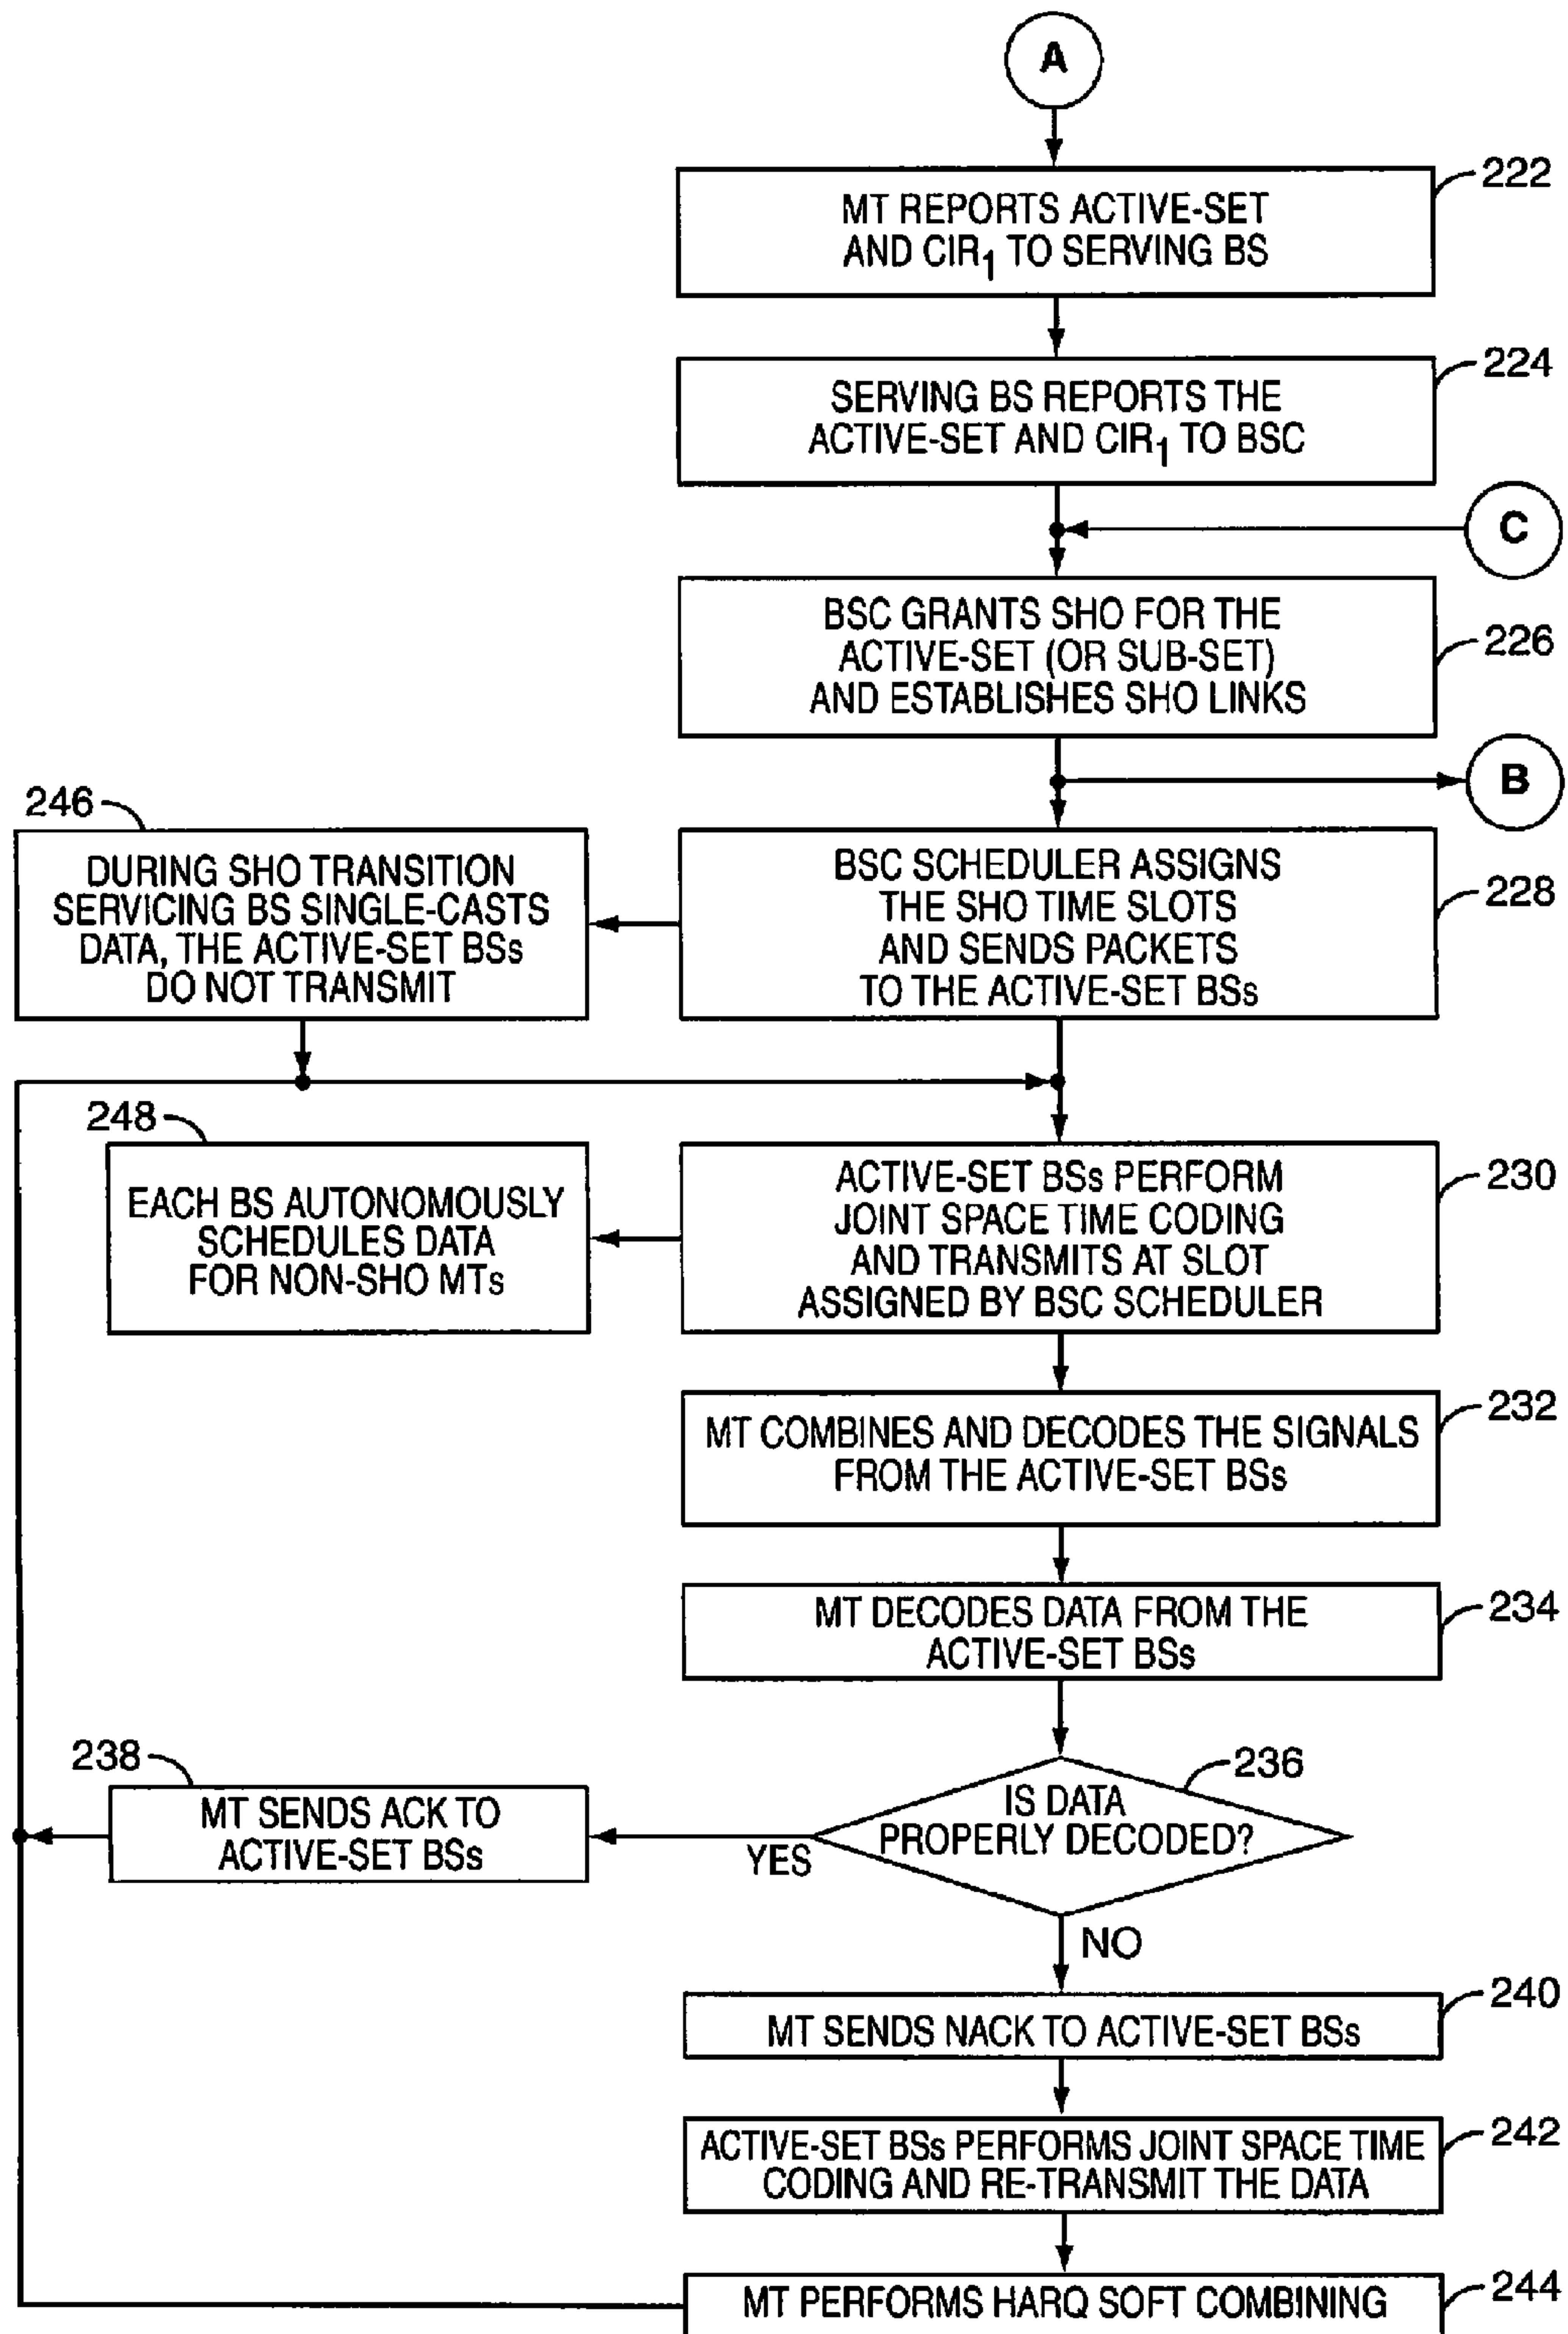 A
222
MT REPORTS ACTIVE-SET
AND CIR1 TO SERVING BS
224
SERVING BS REPORTS THE
ACTIVE-SET AND CIR1 TO BSC
C
BSC GRANTS SHO FOR THE
ACTIVE-SET (OR SUB-SET)
AND ESTABLISHES SHO LINKS
226
B
246
DURING SHO TRANSITION
SERVICING BS SINGLE-CASTS
DATA, THE ACTIVE-SET BSs
DO NOT TRANSMIT
BSC SCHEDULER ASSIGNS
THE SHO TIME SLOTS
AND SENDS PACKETS
TO THE ACTIVE-SET BSs
228
248
EACH BS AUTONOMOUSLY
SCHEDULES DATA
FOR NON-SHO MTs
ACTIVE-SET BSs PERFORM
JOINT SPACE TIME CODING
AND TRANSMITS AT SLOT
ASSIGNED BY BSC SCHEDULER
230
232
MT COMBINES AND DECODES THE SIGNALS
FROM THE ACTIVE-SET BSs
234
MT DECODES DATA FROM THE
ACTIVE-SET BSs
236
IS DATA
PROPERLY DECODED?
YES
238
MT SENDS ACK TO
ACTIVE-SET BSs
NO
240
MT SENDS NACK TO ACTIVE-SET BSs
242
ACTIVE-SET BSs PERFORMS JOINT SPACE TIME
CODING AND RE-TRANSMIT THE DATA
244
MT PERFORMS HARQ SOFT COMBINING